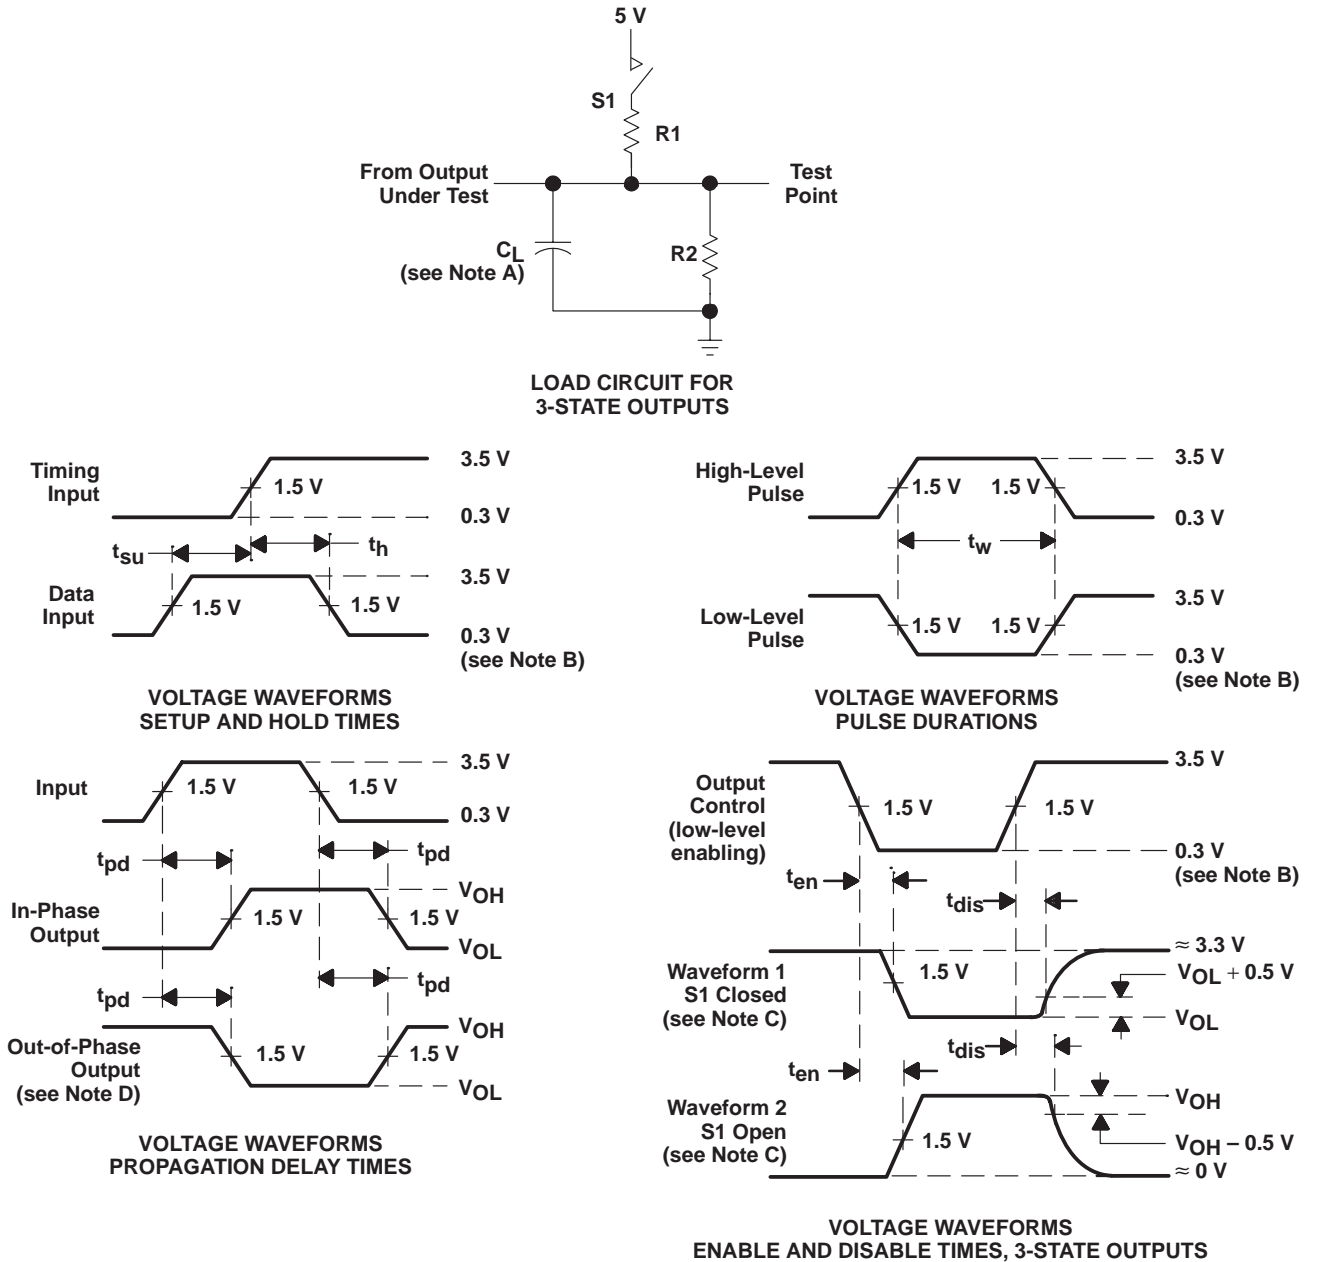 5 V
S1
R1
From Output
Under Test
Test
Point
CL
(see Note A)
R2
LOAD CIRCUIT FOR
3-STATE OUTPUTS
Timing
Input
3.5 V
1.5 V
0.3 V
tsu
th
Data
Input
3.5 V
1.5 V
1.5 V
0.3 V
(see Note B)
VOLTAGE WAVEFORMS
SETUP AND HOLD TIMES
High-Level
Pulse
3.5 V
1.5 V
1.5 V
0.3 V
tw
Low-Level
Pulse
3.5 V
1.5 V
1.5 V
0.3 V
(see Note B)
VOLTAGE WAVEFORMS
PULSE DURATIONS
Input
3.5 V
1.5 V
1.5 V
0.3 V
tpd
tpd
In-Phase
Output
VOH
1.5 V
1.5 V
VOL
tpd
tpd
Out-of-Phase
Output
(see Note D)
VOH
1.5 V
1.5 V
VOL
VOLTAGE WAVEFORMS
PROPAGATION DELAY TIMES
Output
Control
(low-level
enabling)
3.5 V
1.5 V
1.5 V
0.3 V
(see Note B)
ten
tdis
Waveform 1
S1 Closed
(see Note C)
1.5 V
≈ 3.3 V
VOL + 0.5 V
VOL
tdis
ten
Waveform 2
S1 Open
(see Note C)
1.5 V
VOH
VOH – 0.5 V
≈ 0 V
VOLTAGE WAVEFORMS
ENABLE AND DISABLE TIMES, 3-STATE OUTPUTS